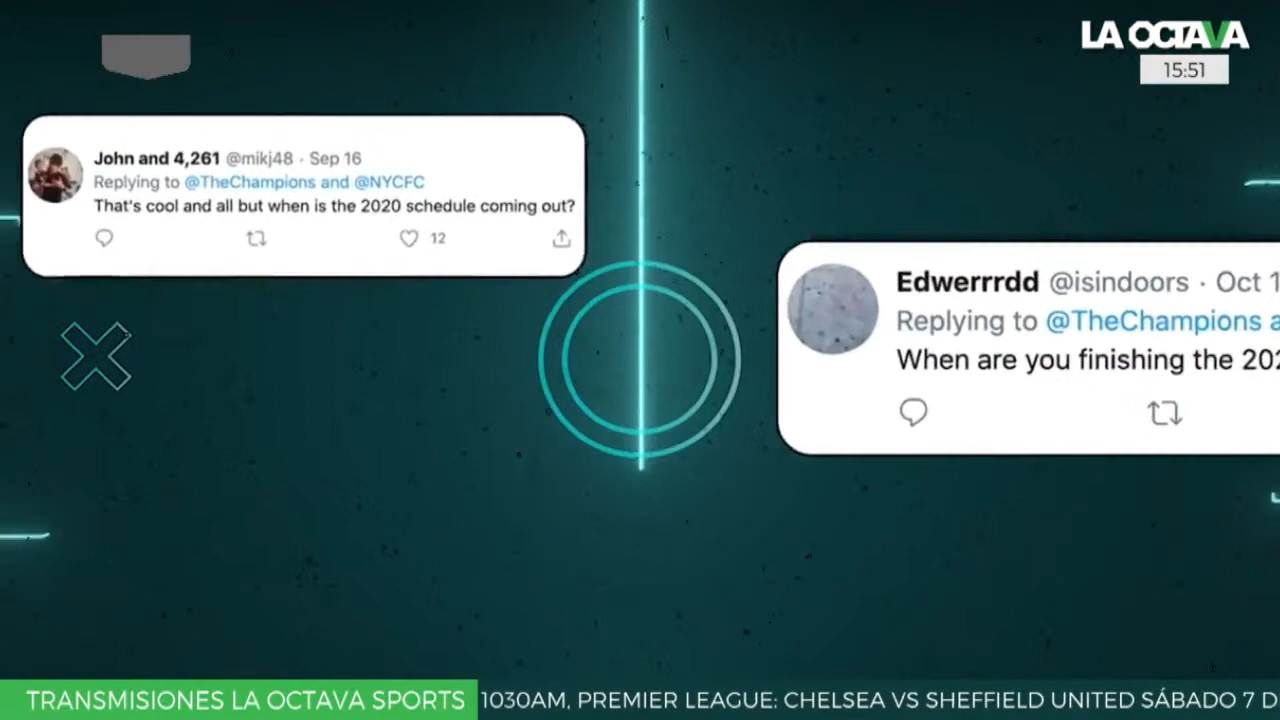 LA OCTAVA
15:51
John and 4,261 @mikj48 · Sep 16
Replying to @TheChampions and @NYCFC
That's cool and all but when is the 2020 schedule coming out?
12
Edwerrrdd @isindoors · Oct 1
Replying to @TheChampions
When are you finishing the
TRANSMISIONES LA OCTAVA SPORTS
1030AM, PREMIER LEAGUE: CHELSEA VS SHEFFIELD UNITED SÁBADO 7 D